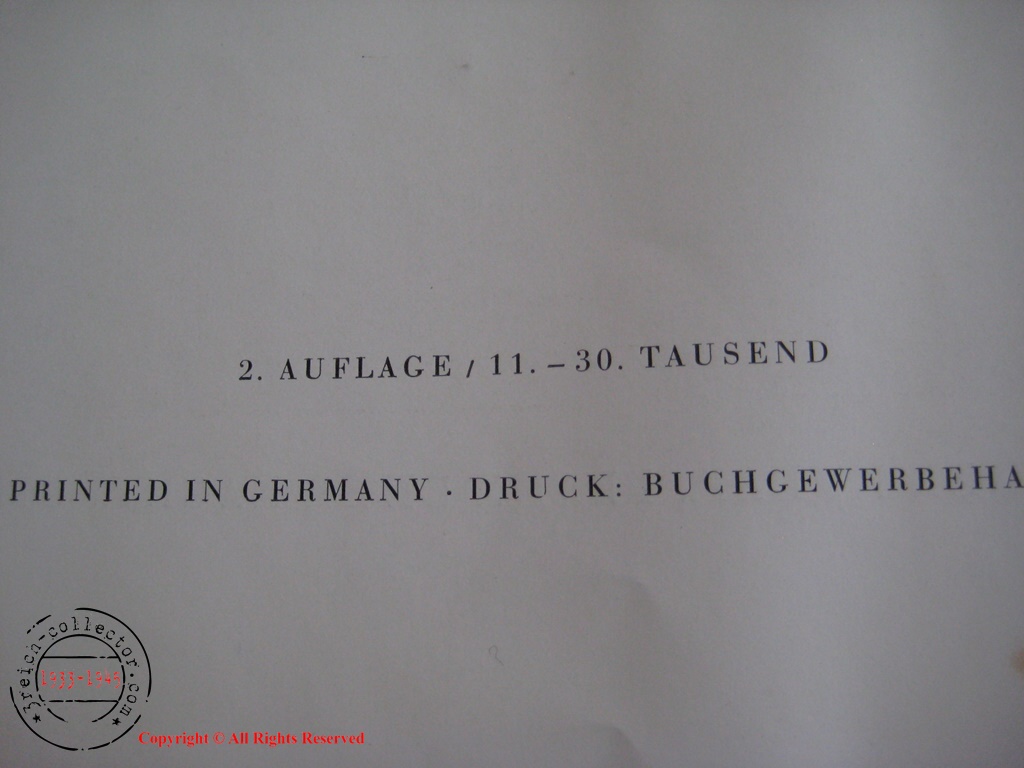 2. AUFLAGE / 11. – 30. TAUSEND
PRINTED IN GERMANY · DRUCK: BUCHGEWERBEHA
3reich-collector.com
1933-1945
Copyright © All Rights Reserved